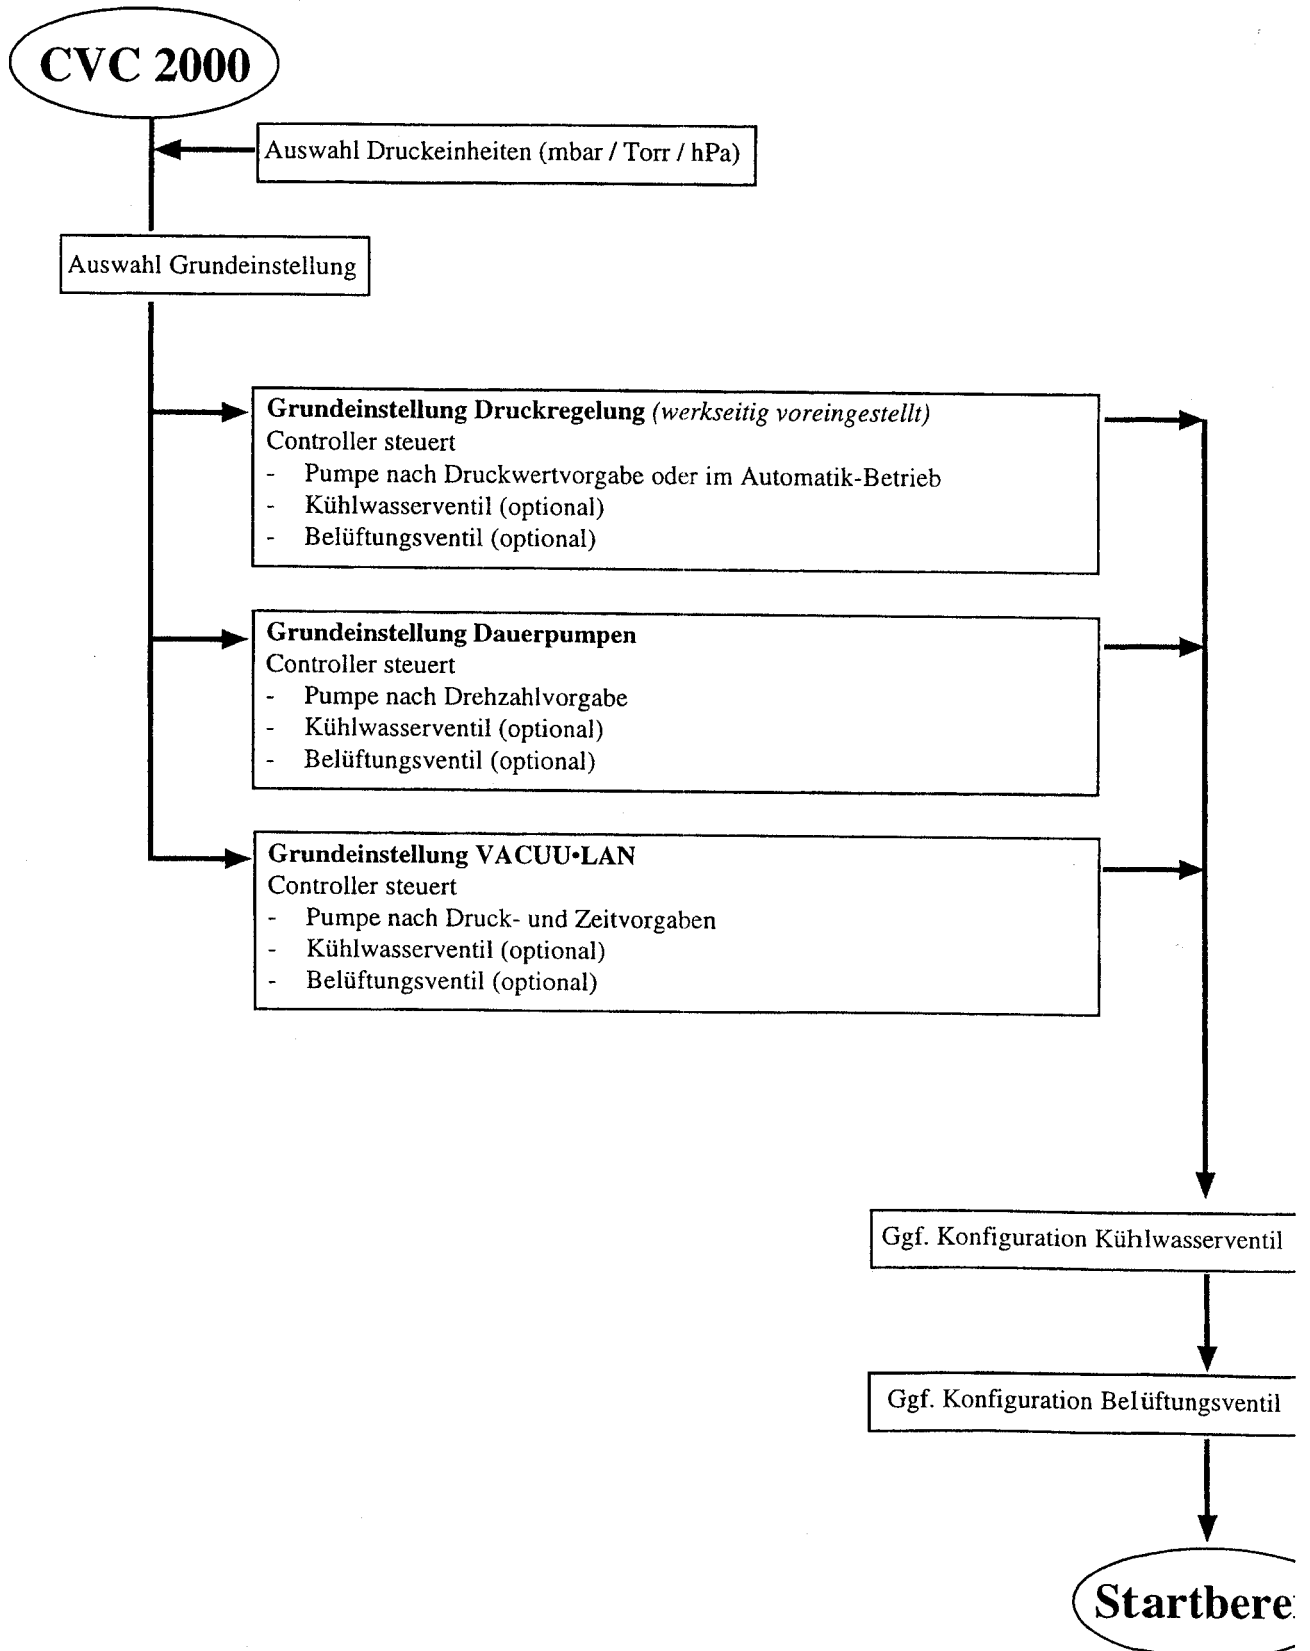 CVC 2000
Auswahl Druckeinheiten (mbar / Torr / hPa)
Auswahl Grundeinstellung
Grundeinstellung Druckregelung (werkseitig voreingestellt)
Controller steuert
- Pumpe nach Druckwertvorgabe oder im Automatik-Betrieb
- Kühlwasserventil (optional)
- Belüftungsventil (optional)
Grundeinstellung Dauerpumpen
Controller steuert
- Pumpe nach Drehzahlvorgabe
- Kühlwasserventil (optional)
- Belüftungsventil (optional)
Grundeinstellung VACUU•LAN
Controller steuert
- Pumpe nach Druck- und Zeitvorgaben
- Kühlwasserventil (optional)
- Belüftungsventil (optional)
Ggf. Konfiguration Kühlwasserventil
Ggf. Konfiguration Belüftungsventil